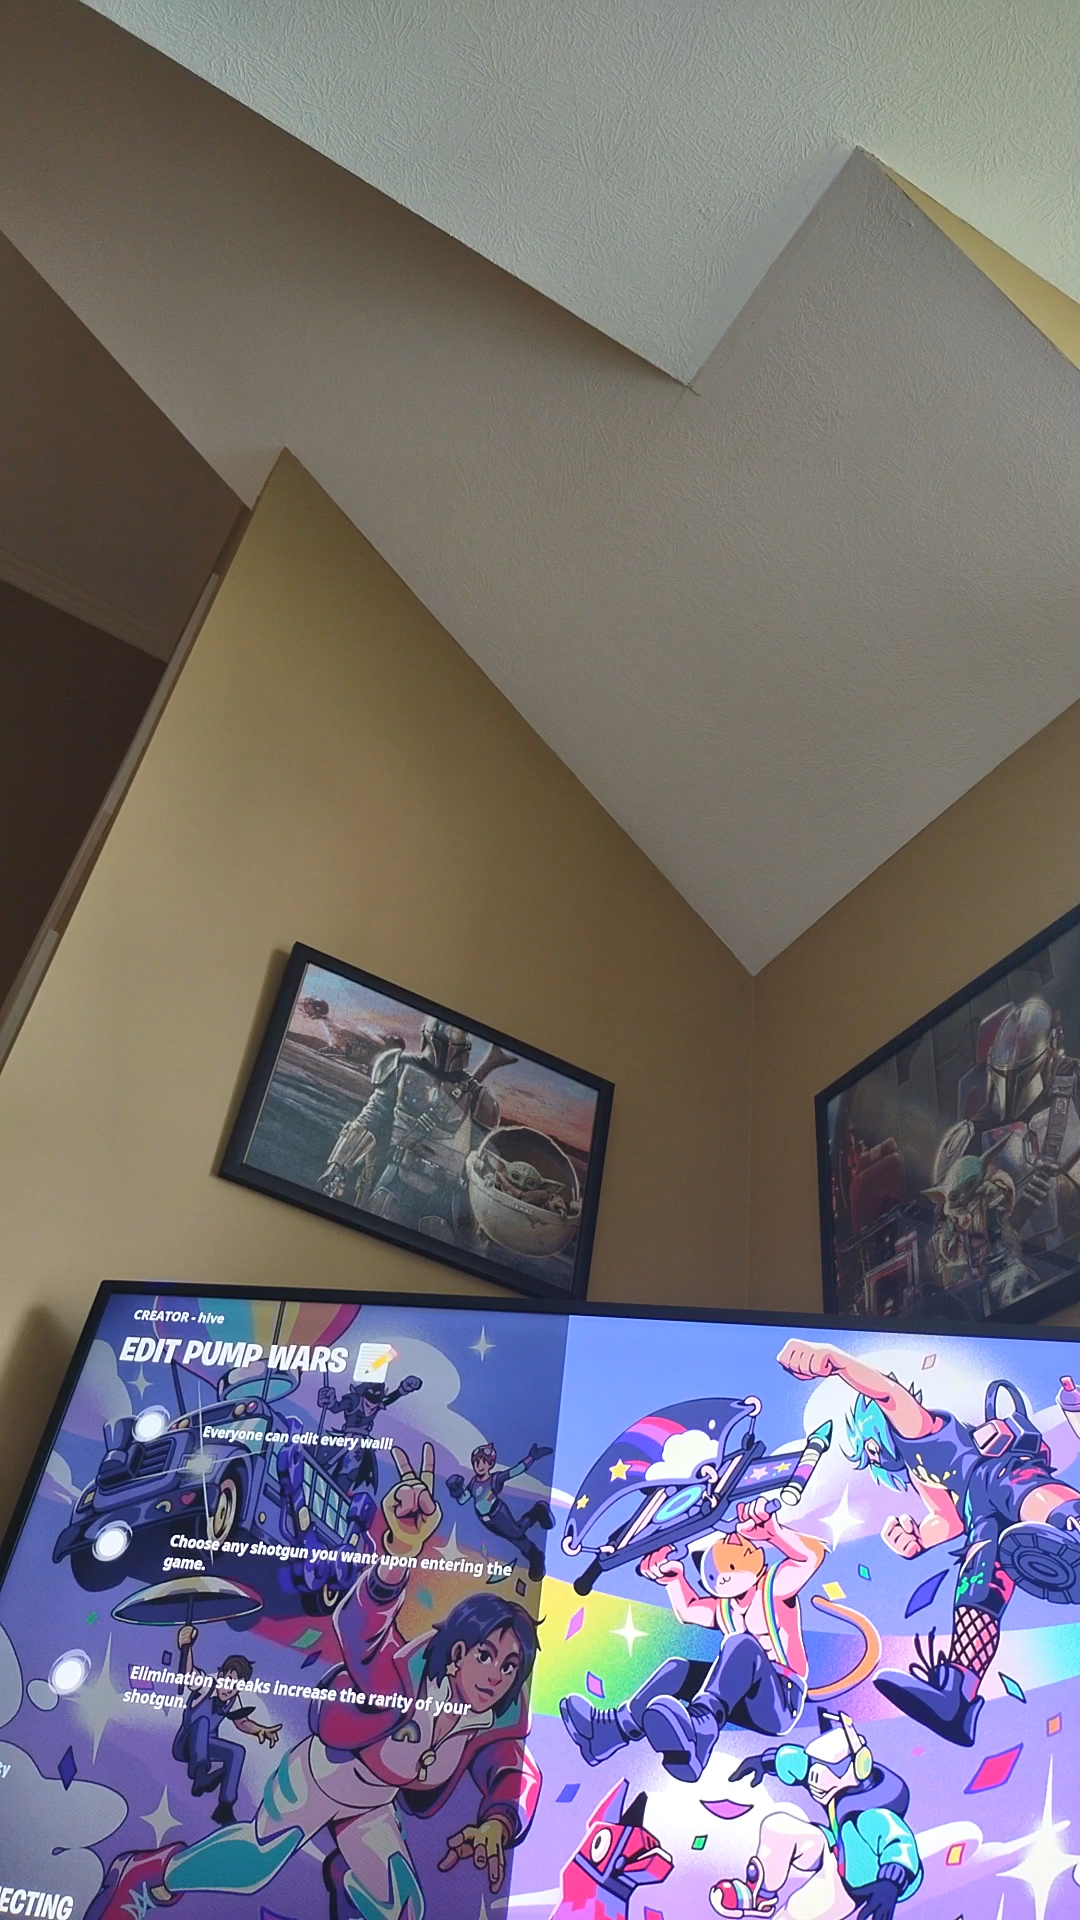 CREATOR - hive
EDIT PUMP WARS 📝
Everyone can edit every wall!
Choose any shotgun you want upon entering the
game.
Elimination streaks increase the rarity of your
shotgun.